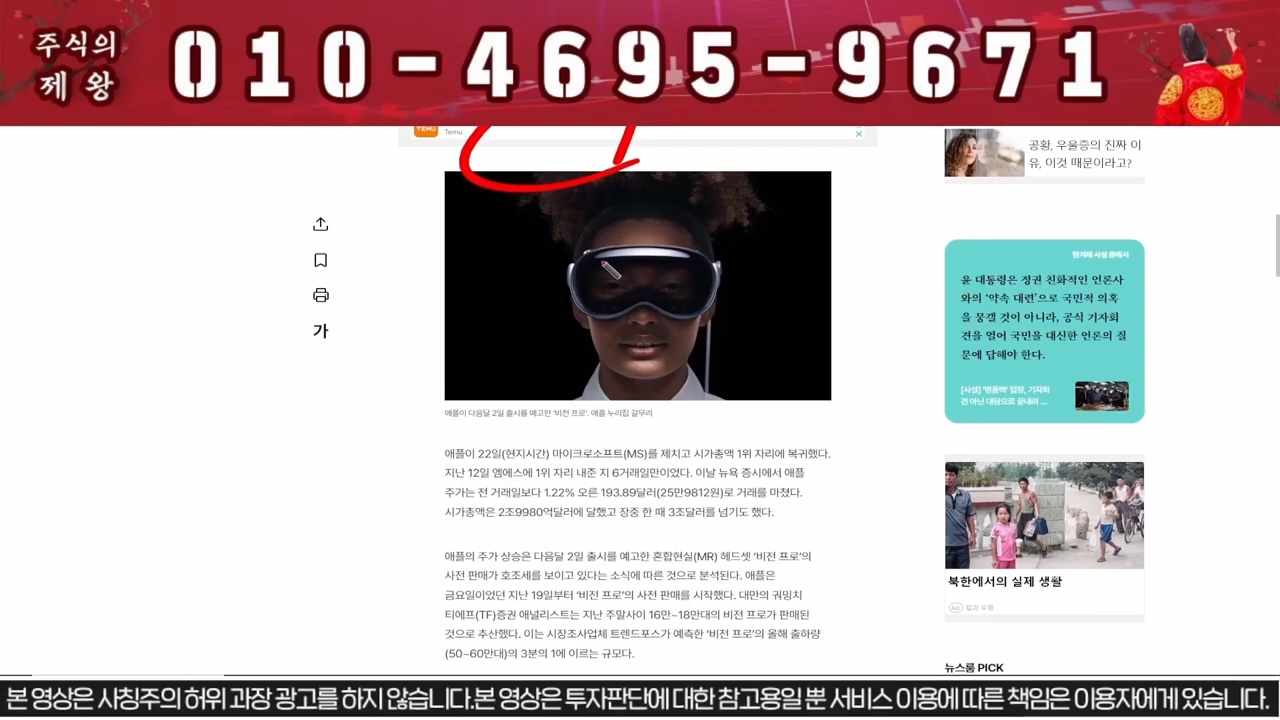 주식의
제 왕
010-4695-9671
TEMU
Temu
공황, 우울증의 진짜 이
유, 이것 때문이라고?
가
애플이 다음달 2일 출시를 예고한 '비전 프로'. 애플 누리집 갈무리
애플이 22일(현지시간) 마이크로소프트(MS)를 제치고 시가총액 1위 자리에 복귀했다.
지난 12일 엠에스에 1위 자리 내준 지 6거래일만이었다. 이날 뉴욕 증시에서 애플
주가는 전 거래일보다 1.22% 오른 193.89달러(25만9812원)로 거래를 마쳤다.
시가총액은 2조9980억달러에 달했고 장중 한 때 3조달러를 넘기도 했다.
애플의 주가 상승은 다음달 2일 출시를 예고한 혼합현실(MR) 헤드셋 '비전 프로'의
사전 판매가 호조세를 보이고 있다는 소식에 따른 것으로 분석된다. 애플은
금요일이었던 지난 19일부터 '비전 프로'의 사전 판매를 시작했다. 대만의 궈밍치
티에프(TF)증권 애널리스트는 지난 주말사이 16만~18만대의 비전 프로가 판매된
것으로 추산했다. 이는 시장조사업체 트렌드포스가 예측한 '비전 프로'의 올해 출하량
(50~60만대)의 3분의 1에 이르는 규모다.
한겨레 사설 중에서
윤 대통령은 정권 친화적인 언론사
와의 '약속 대련'으로 국민적 의혹
을 뭉갤 것이 아니라, 공식 기자회
견을 열어 국민을 대신한 언론의 질
문에 답해야 한다.
[사설] '명품백' 입장, 기자회
견 아닌 대담으로 끝내려 ...
북한에서의 실제 생활
Ad
뉴스룸 PICK
본 영상은 사칭주의 허위 과장 광고를 하지 않습니다.본 영상은 투자판단에 대한 참고용일 뿐 서비스 이용에 따른 책임은 이용자에게 있습니다.